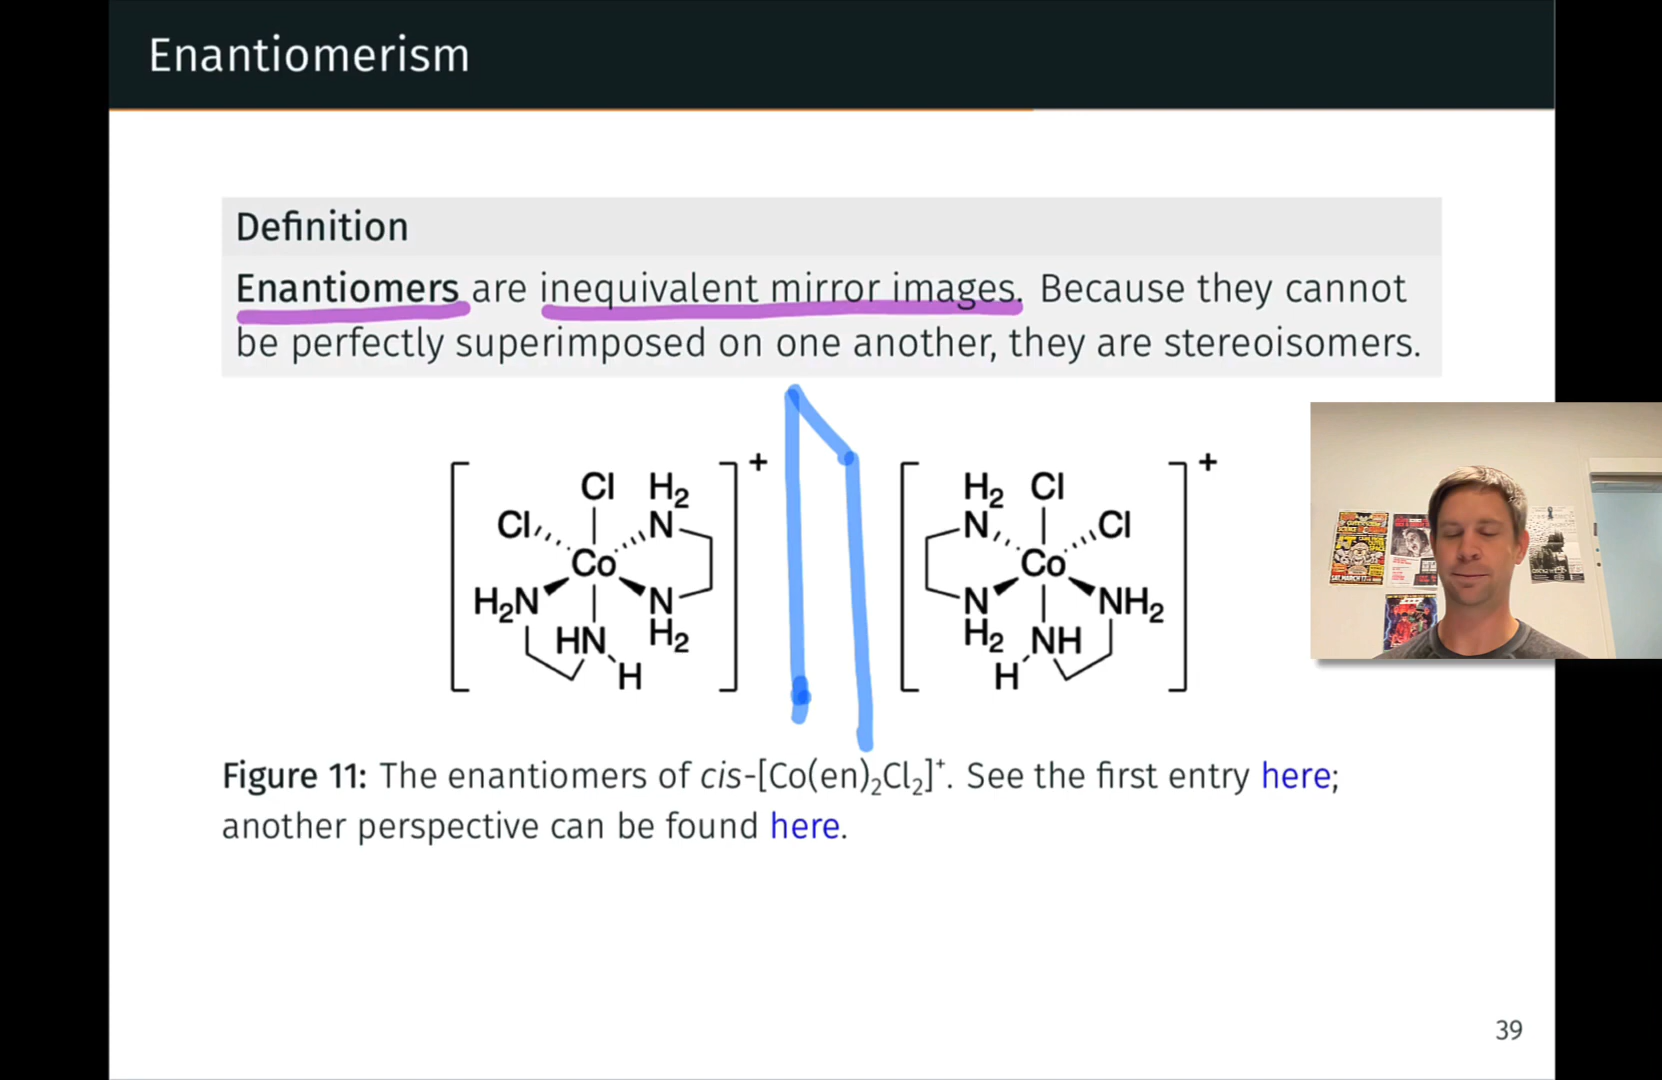 Enantiomerism
Definition
Enantiomers are inequivalent mirror images. Because they cannot
be perfectly superimposed on one another, they are stereoisomers.
+ +
Cl H₂ H₂ Cl
Cl N N Cl
Co Co
H₂N N N NH₂
HN H₂ H₂ NH
H H
Figure 11: The enantiomers of cis-[Co(en)₂Cl₂]⁺. See the first entry here;
another perspective can be found here.
39